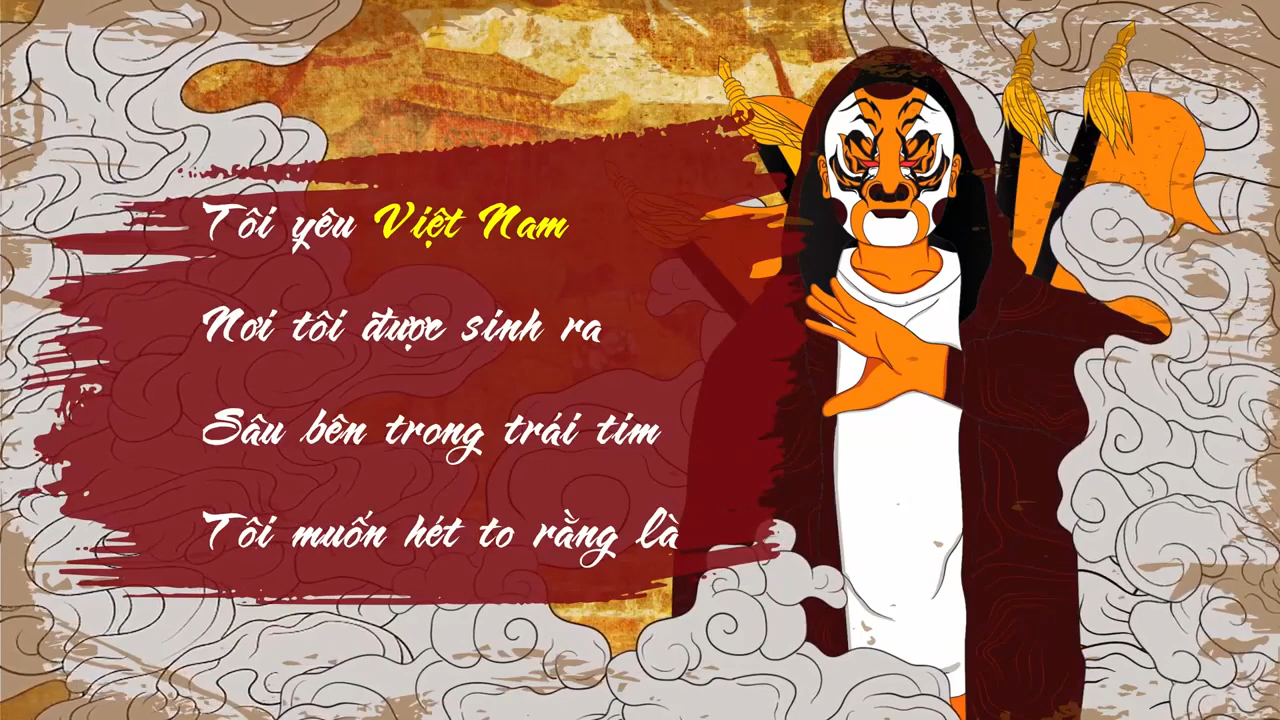 Tôi yêu Việt Nam
Nơi tôi được sinh ra
Sâu bên trong trái tim
Tôi muốn hét to rằng là